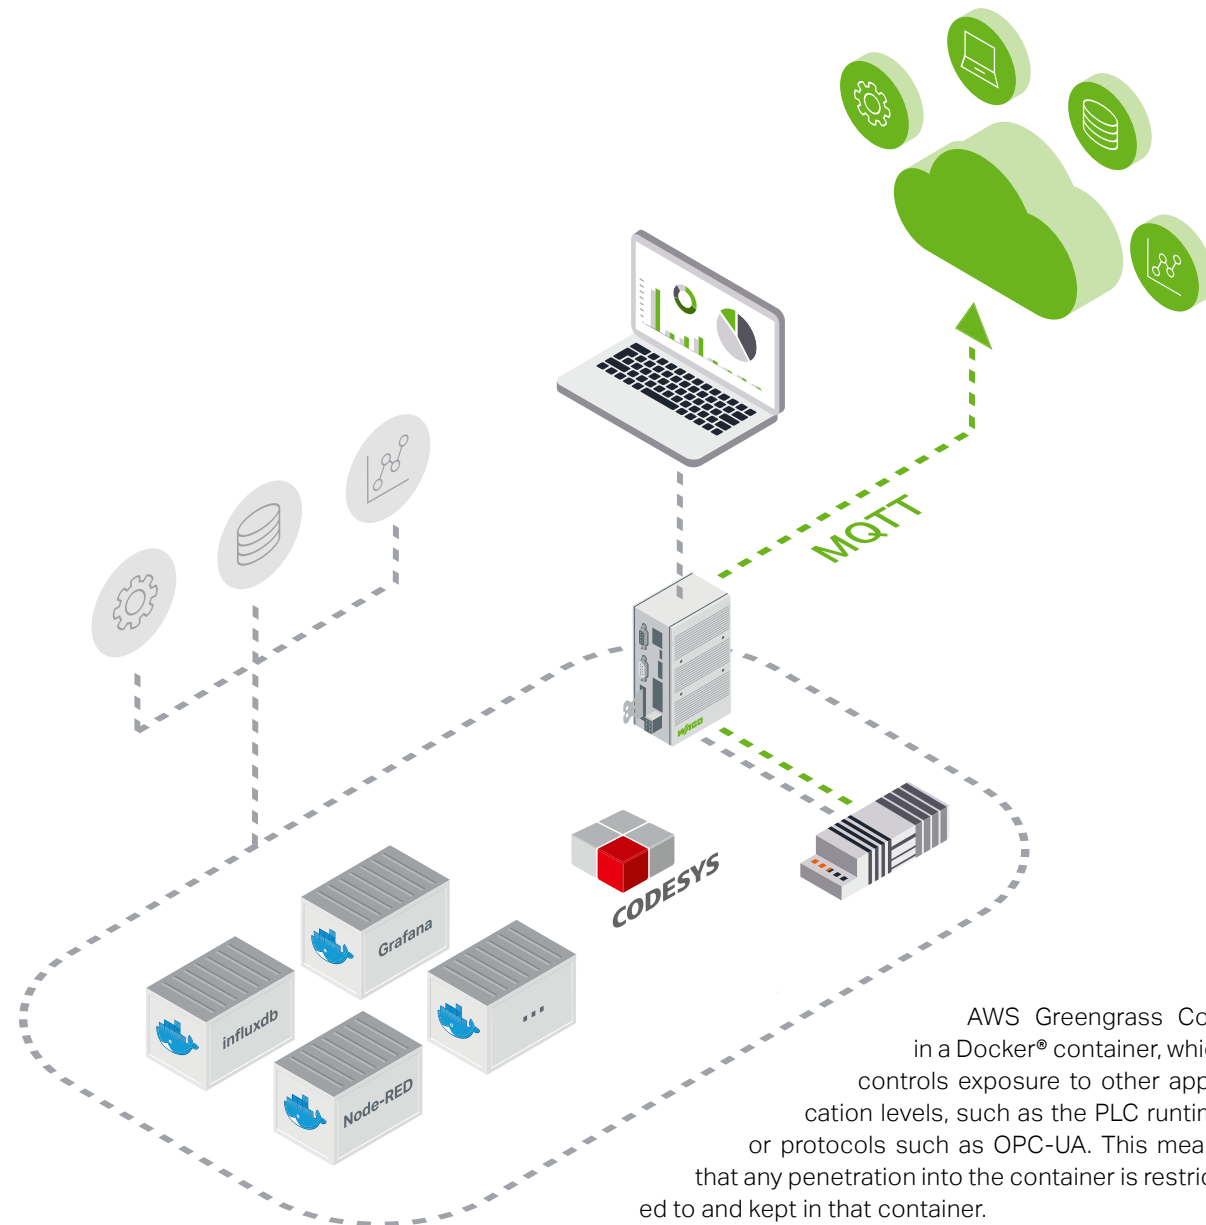 MQTT
WAGO
CODESYS
Grafana
influxdb
...
Node-RED
AWS Greengrass Co
in a Docker® container, whic
controls exposure to other app
cation levels, such as the PLC runtin
or protocols such as OPC-UA. This mea
that any penetration into the container is restric
ed to and kept in that container.